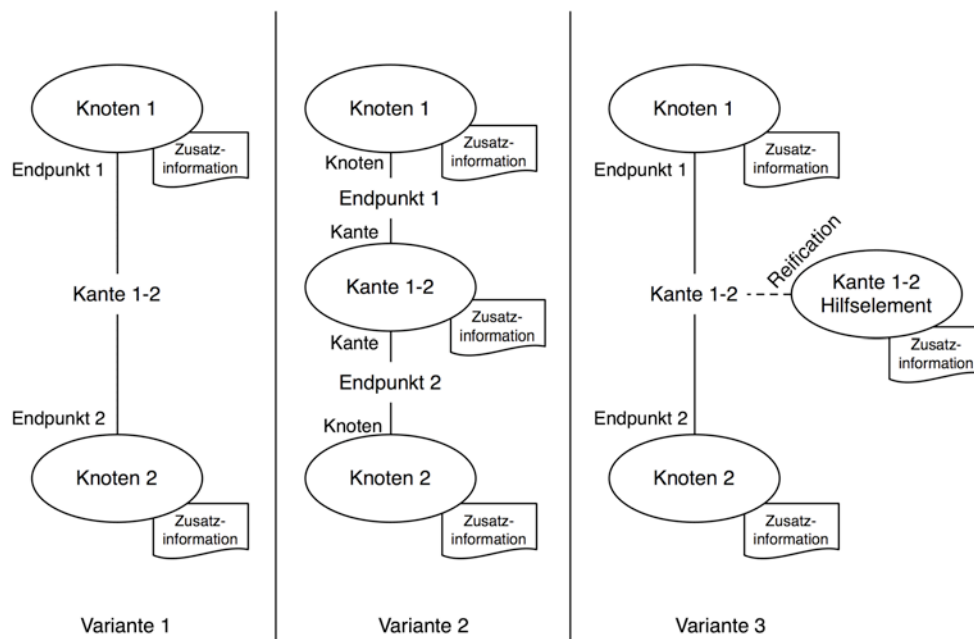 Knoten 1
Zusatz-
information
Endpunkt 1
Kante 1-2
Endpunkt 2
Knoten 2
Zusatz-
information
Variante 1
Knoten 1
Zusatz-
information
Knoten
Endpunkt 1
Kante
Kante 1-2
Zusatz-
information
Kante
Endpunkt 2
Knoten
Knoten 2
Zusatz-
information
Variante 2
Knoten 1
Zusatz-
information
Endpunkt 1
Kante 1-2
Reification
Kante 1-2
Hilfselement
Zusatz-
information
Endpunkt 2
Knoten 2
Zusatz-
information
Variante 3